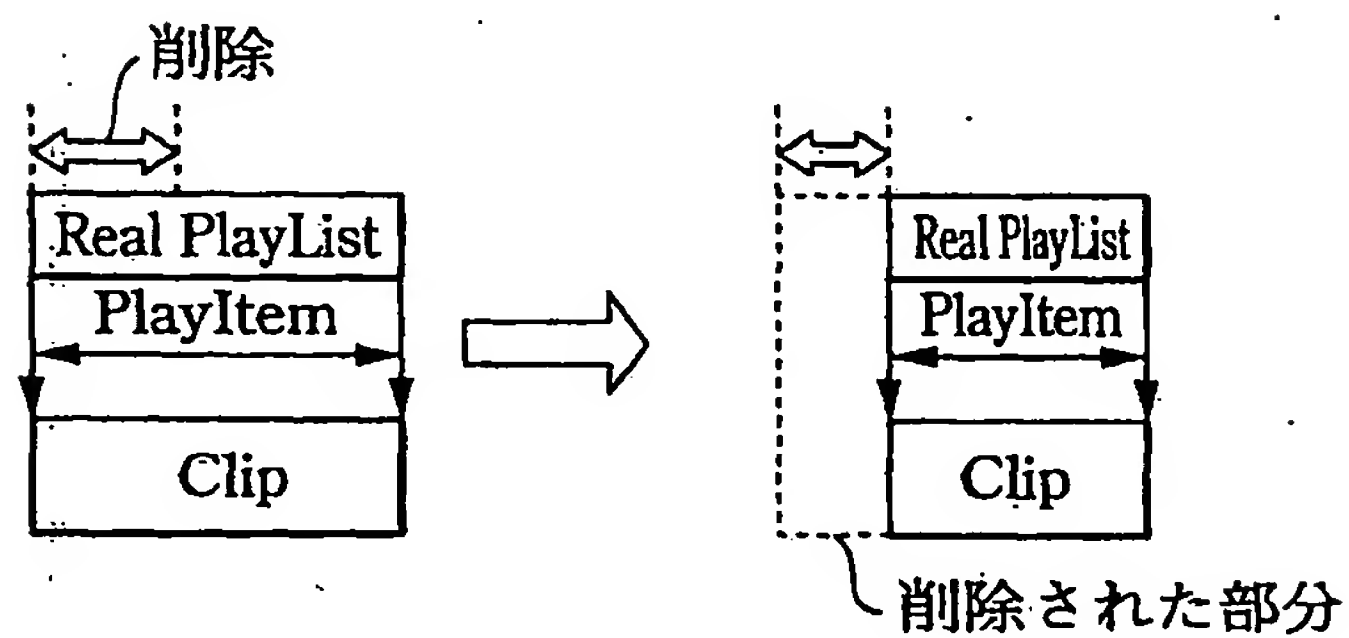 削除
Real PlayList
PlayItem
Clip
Real PlayList
PlayItem
Clip
削除された部分